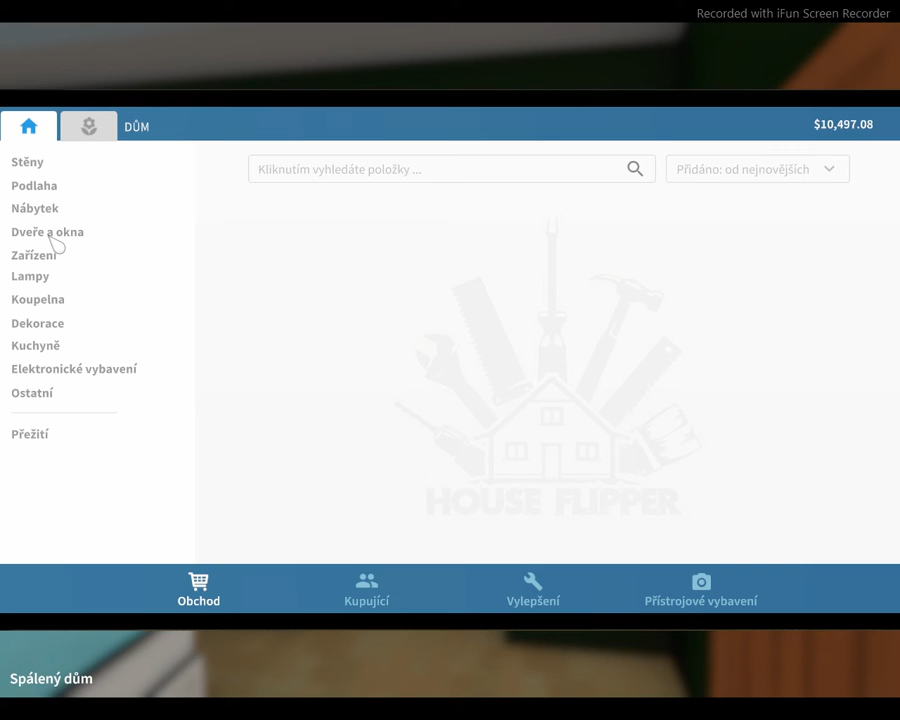 Recorded with iFun Screen Recorder
DŮM
$10,497.08
Stěny
Podlaha
Nábytek
Dveře a okna
Zařízení
Lampy
Koupelna
Dekorace
Kuchyně
Elektronické vybavení
Ostatní
Přežití
Kliknutím vyhledáte položky ...
Přidáno: od nejnovějších
HOUSE FLIPPER
Obchod
Kupující
Vylepšení
Přístrojové vybavení
Spálený dům